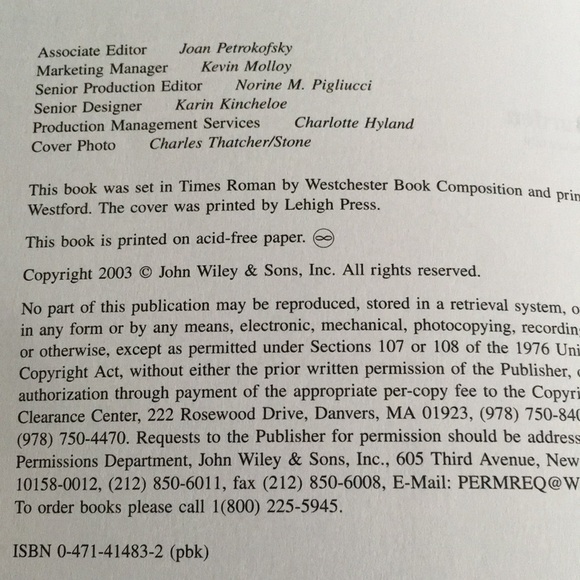 Associate Editor Joan Petrokofsky
Marketing Manager Kevin Molloy
Senior Production Editor Norine M. Pigliucci
Senior Designer Karin Kincheloe
Production Management Services Charlotte Hyland
Cover Photo Charles Thatcher/Stone
This book was set in Times Roman by Westchester Book Composition and prin
Westford. The cover was printed by Lehigh Press.
This book is printed on acid-free paper. ♾
Copyright 2003 © John Wiley & Sons, Inc. All rights reserved.
No part of this publication may be reproduced, stored in a retrieval system, o
in any form or by any means, electronic, mechanical, photocopying, recordin
or otherwise, except as permitted under Sections 107 or 108 of the 1976 Uni
Copyright Act, without either the prior written permission of the Publisher,
authorization through payment of the appropriate per-copy fee to the Copyri
Clearance Center, 222 Rosewood Drive, Danvers, MA 01923, (978) 750-840
(978) 750-4470. Requests to the Publisher for permission should be address
Permissions Department, John Wiley & Sons, Inc., 605 Third Avenue, New
10158-0012, (212) 850-6011, fax (212) 850-6008, E-Mail: PERMREQ@W
To order books please call 1(800) 225-5945.
ISBN 0-471-41483-2 (pbk)